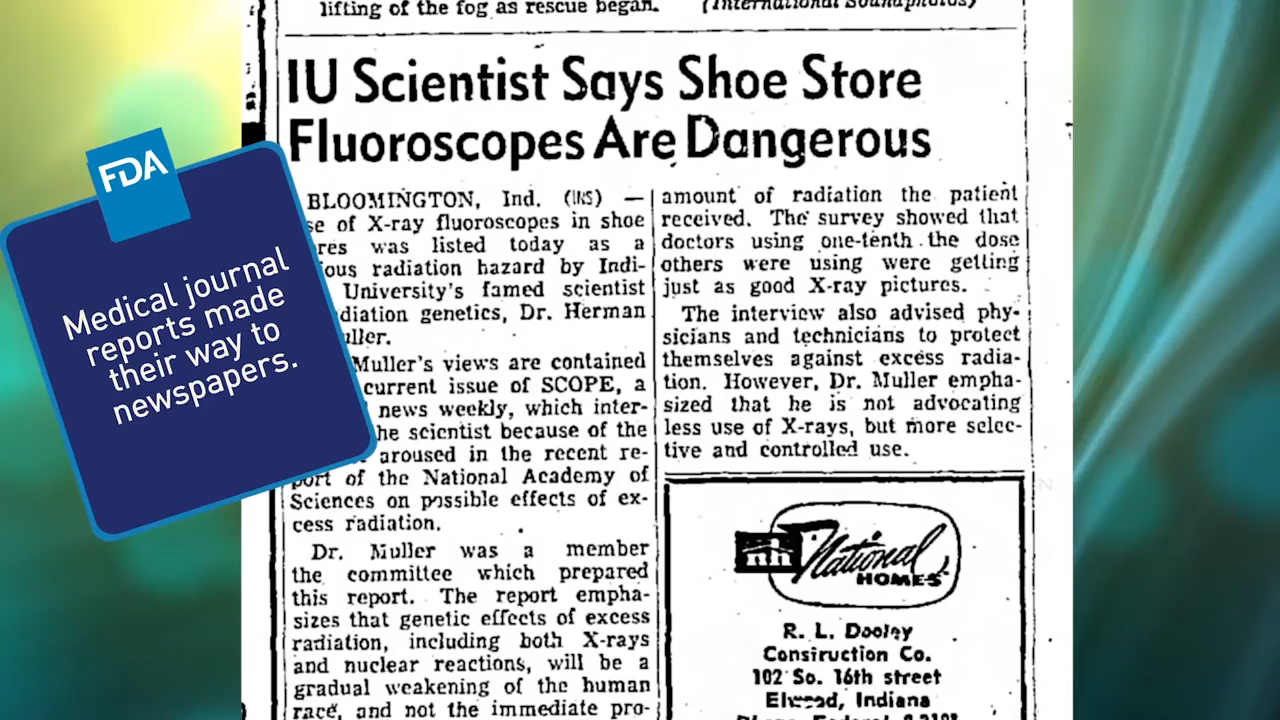 lifting of the fog as rescue began. (International Soundphotos)
IU Scientist Says Shoe Store
Fluoroscopes Are Dangerous
BLOOMINGTON, Ind. (INS) —
se of X-ray fluoroscopes in shoe
res was listed today as a
ious radiation hazard by Indi-
University's famed scientist
diation genetics, Dr. Herman
ller.
Muller's views are contained
current issue of SCOPE, a
news weekly, which inter-
he scientist because of the
aroused in the recent re-
port of the National Academy of
Sciences on possible effects of ex-
cess radiation.
Dr. Muller was a member
the committee which prepared
this report. The report empha-
sizes that genetic effects of excess
radiation, including both X-rays
and nuclear reactions, will be a
gradual weakening of the human
race, and not the immediate pro-
amount of radiation the patient
received. The survey showed that
doctors using one-tenth the dose
others were using were getting
just as good X-ray pictures.
The interview also advised phy-
sicians and technicians to protect
themselves against excess radia-
tion. However, Dr. Muller empha-
sized that he is not advocating
less use of X-rays, but more selec-
tive and controlled use.
nh National
HOMES
R. L. Dooley
Construction Co.
102 So. 16th street
Elwood, Indiana
FDA
Medical journal
reports made
their way to
newspapers.